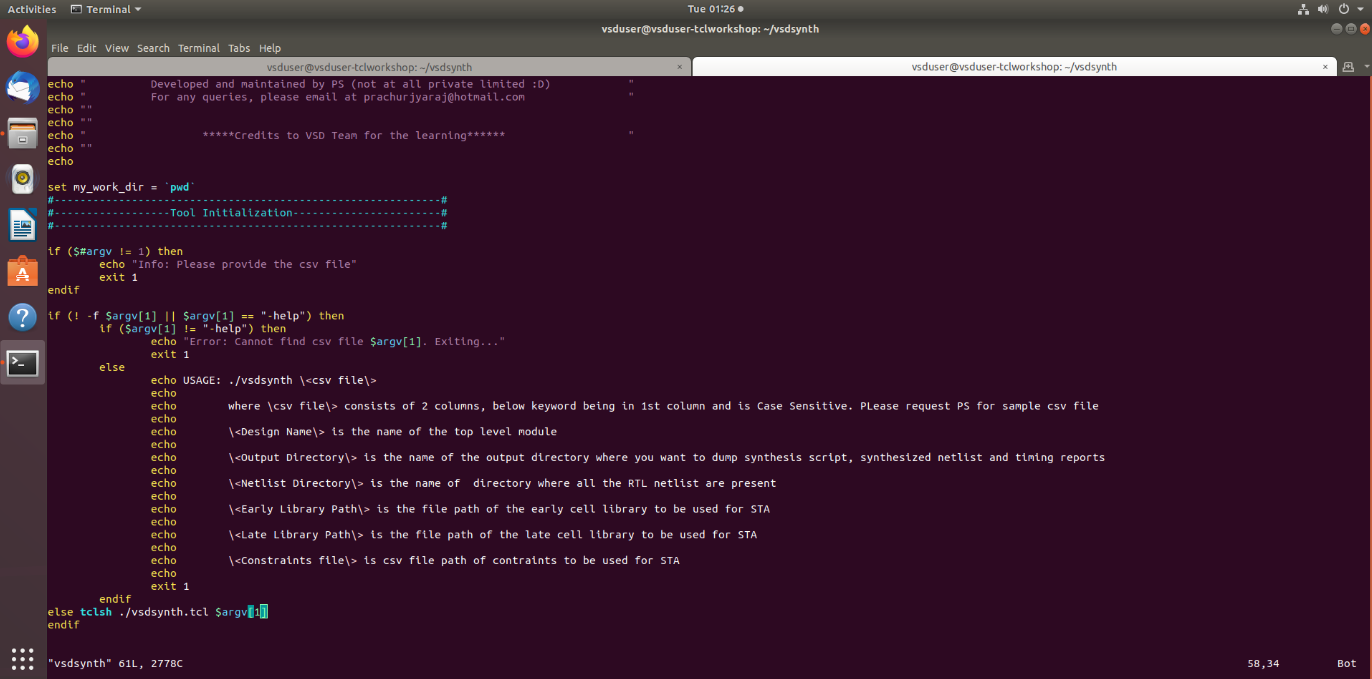 Activities Terminal Tue 01:26
vsduser@vsduser-tclworkshop: ~/vsdsynth
File Edit View Search Terminal Tabs Help
vsduser@vsduser-tclworkshop: ~/vsdsynth × vsduser@vsduser-tclworkshop: ~/vsdsynth ×
echo " Developed and maintained by PS (not at all private limited :D) "
echo " For any queries, please email at prachurjyaraj@hotmail.com "
echo ""
echo ""
echo " *****Credits to VSD Team for the learning****** "
echo ""
echo
set my_work_dir = `pwd`
#------------------------------------------------------------#
#------------------Tool Initialization-----------------------#
#------------------------------------------------------------#
if ($#argv != 1) then
echo "Info: Please provide the csv file"
exit 1
endif
if (! -f $argv[1] || $argv[1] == "-help") then
if ($argv[1] != "-help") then
echo "Error: Cannot find csv file $argv[1]. Exiting..."
exit 1
else
echo USAGE: ./vsdsynth \<csv file\>
echo
echo where \<csv file\> consists of 2 columns, below keyword being in 1st column and is Case Sensitive. PLease request PS for sample csv file
echo
echo \<Design Name\> is the name of the top level module
echo
echo \<Output Directory\> is the name of the output directory where you want to dump synthesis script, synthesized netlist and timing reports
echo
echo \<Netlist Directory\> is the name of  directory where all the RTL netlist are present
echo
echo \<Early Library Path\> is the file path of the early cell library to be used for STA
echo
echo \<Late Library Path\> is the file path of the late cell library to be used for STA
echo
echo \<Constraints file\> is csv file path of contraints to be used for STA
echo
exit 1
endif
else tclsh ./vsdsynth.tcl $argv[1]
endif
"vsdsynth" 61L, 2778C 58,34 Bot